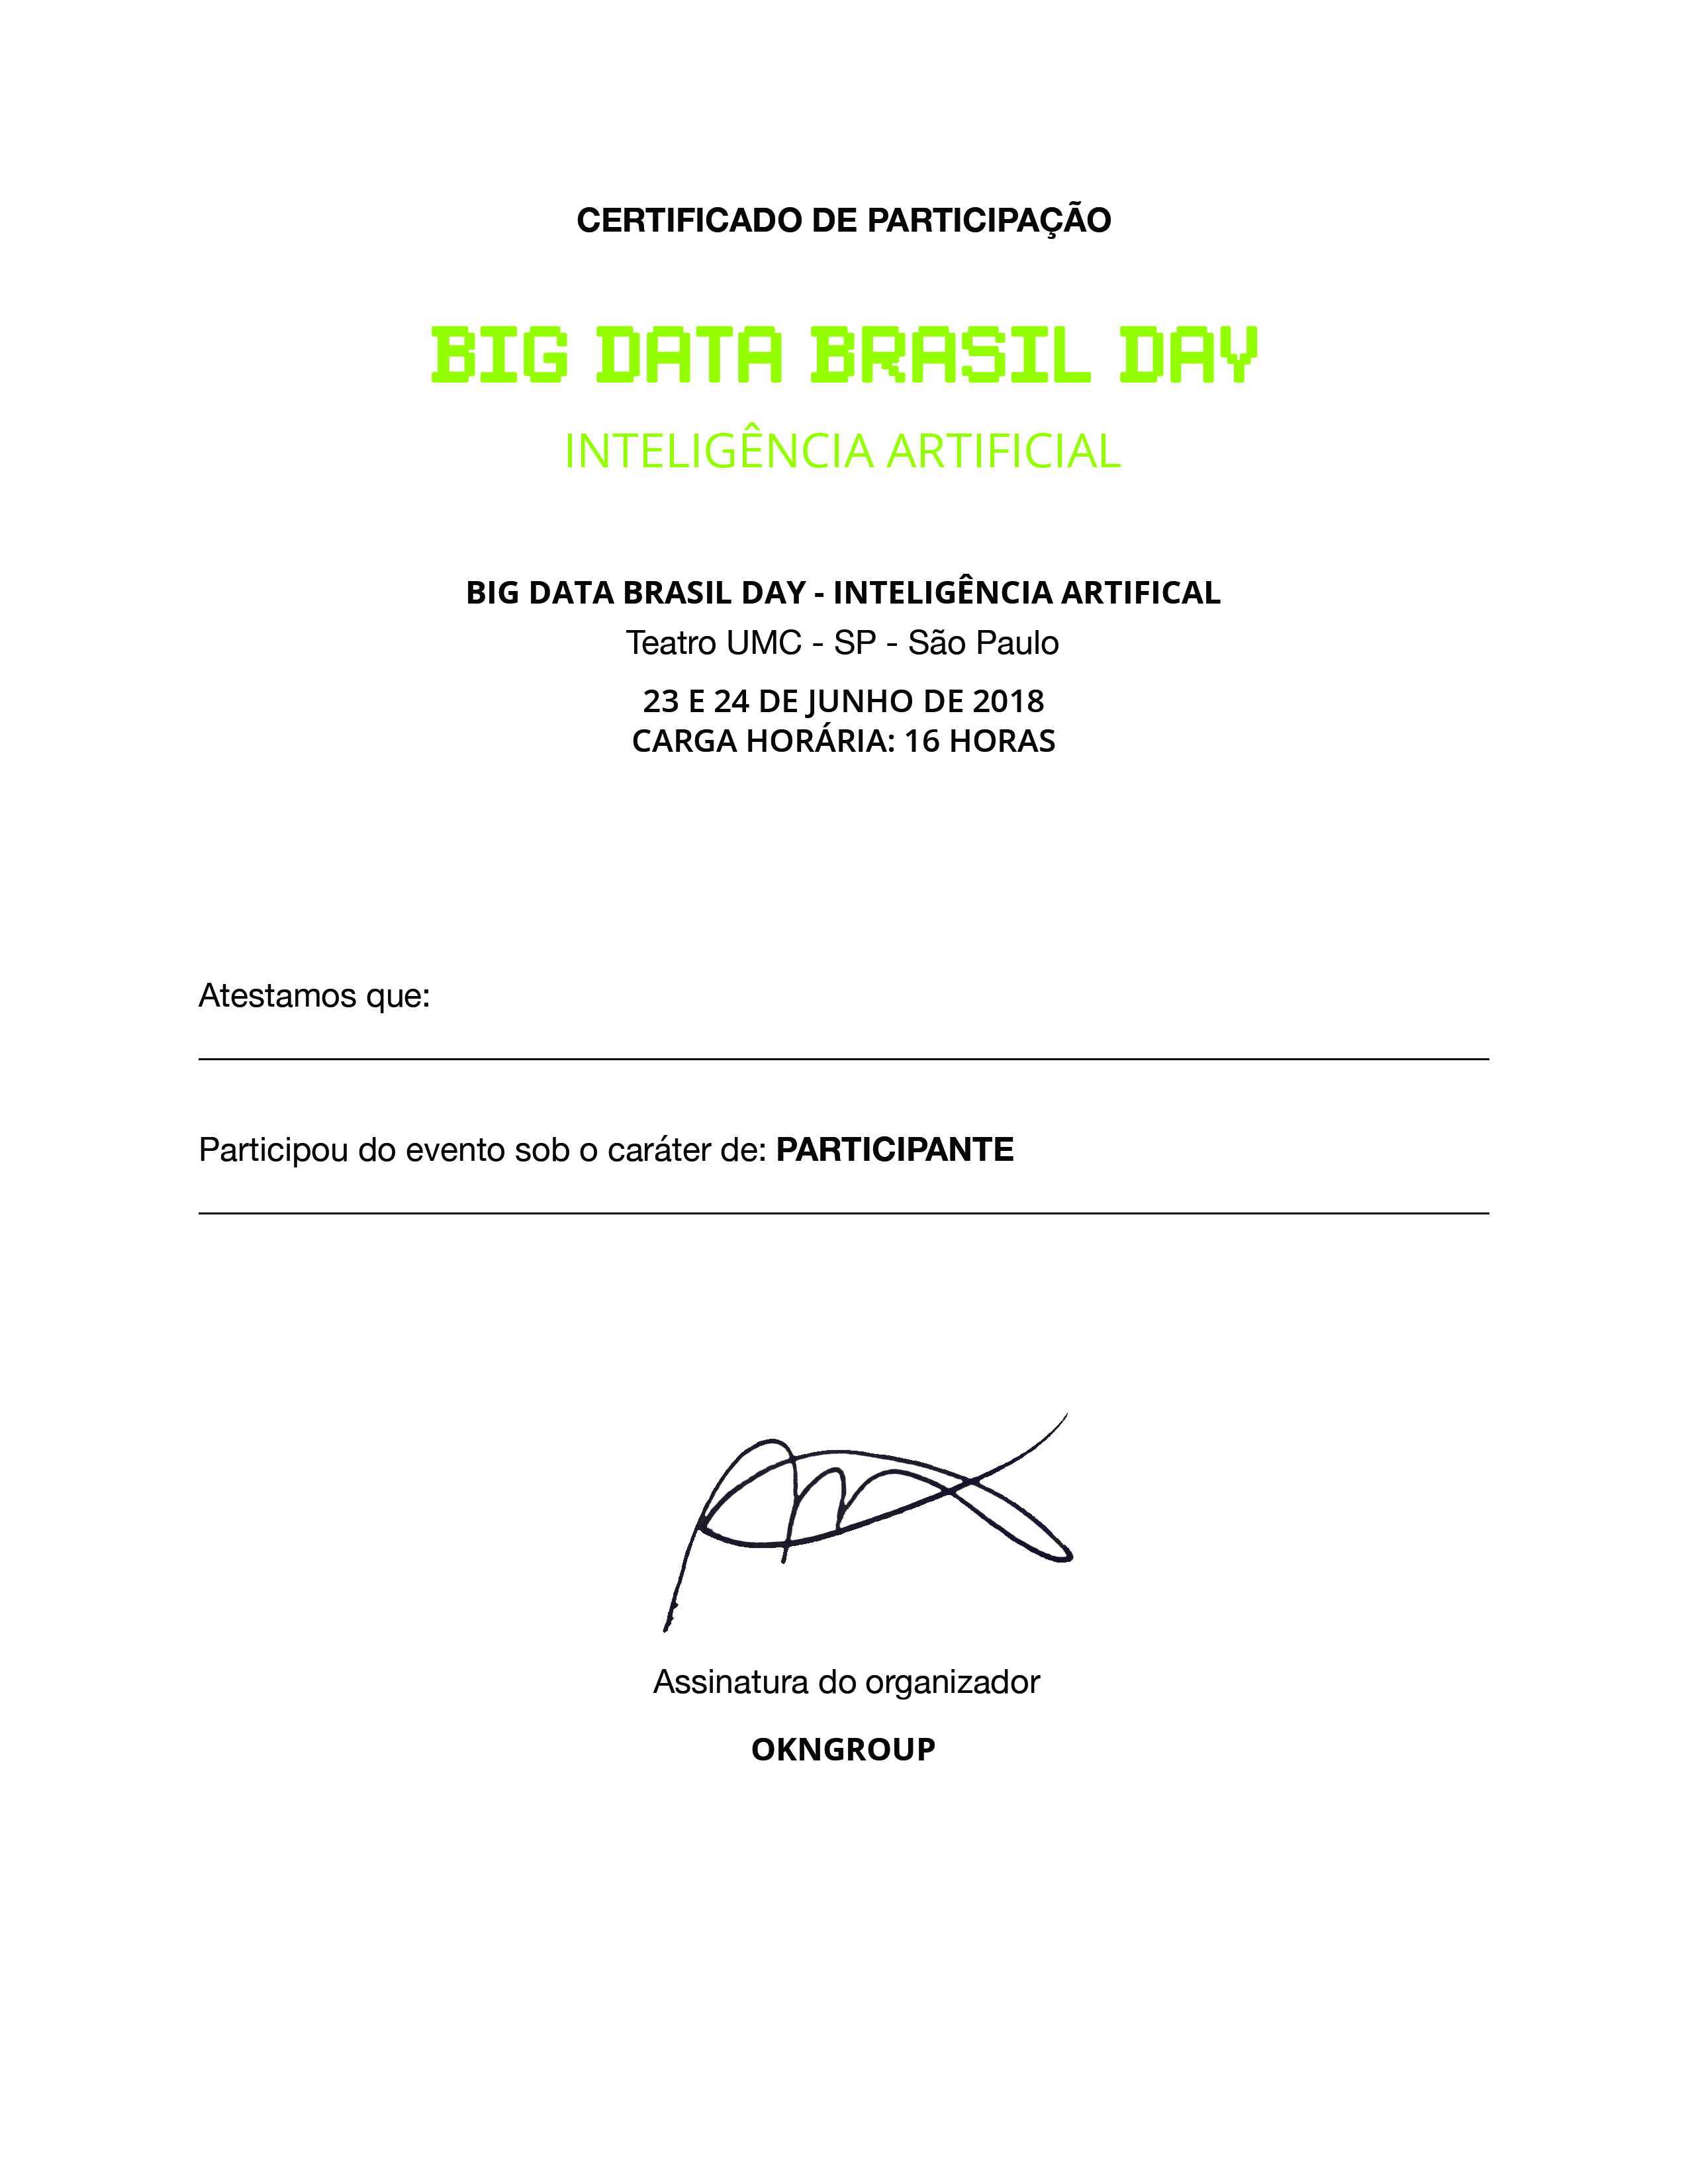 CERTIFICADO DE PARTICIPAÇÃO
BIG DATA BRASIL DAY
INTELIGÊNCIA ARTIFICIAL
BIG DATA BRASIL DAY - INTELIGÊNCIA ARTIFICAL
Teatro UMC - SP - São Paulo
23 E 24 DE JUNHO DE 2018
CARGA HORÁRIA: 16 HORAS
Atestamos que:
Participou do evento sob o caráter de: PARTICIPANTE
Assinatura do organizador
OKNGROUP